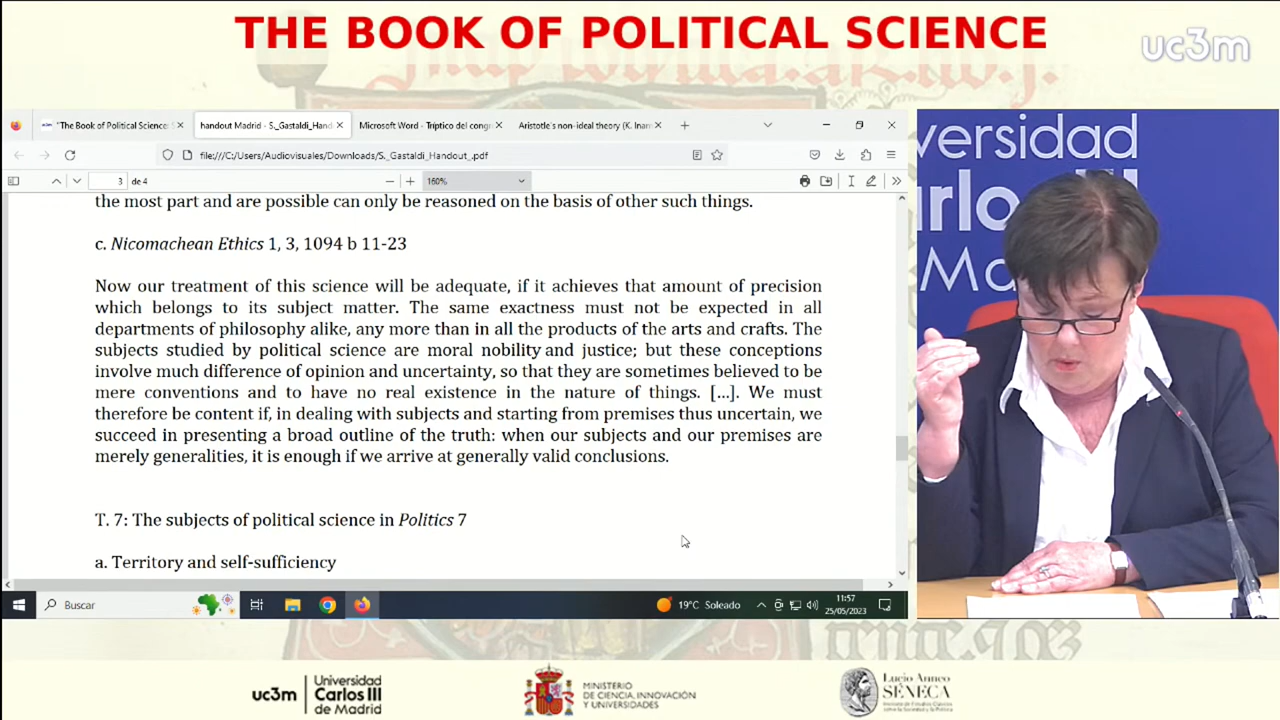 THE BOOK OF POLITICAL SCIENCE
uc3m
"The Book of Political Science:
handout Madrid - S._Gastaldi_Hand
Microsoft Word - Tríptico del cong
Aristotle's non-ideal theory (K. Inam
file:///C:/Users/Audiovisuales/Downloads/S._Gastaldi_Handout_.pdf
3 de 4
160%
the most part and are possible can only be reasoned on the basis of other such things.
c. Nicomachean Ethics 1, 3, 1094 b 11-23
Now our treatment of this science will be adequate, if it achieves that amount of precision
which belongs to its subject matter. The same exactness must not be expected in all
departments of philosophy alike, any more than in all the products of the arts and crafts. The
subjects studied by political science are moral nobility and justice; but these conceptions
involve much difference of opinion and uncertainty, so that they are sometimes believed to be
mere conventions and to have no real existence in the nature of things. [...]. We must
therefore be content if, in dealing with subjects and starting from premises thus uncertain, we
succeed in presenting a broad outline of the truth: when our subjects and our premises are
merely generalities, it is enough if we arrive at generally valid conclusions.
T. 7: The subjects of political science in Politics 7
a. Territory and self-sufficiency
Buscar
19°C Soleado
11:57
25/05/2023
versidad
rlo
Ma
uc3m
Universidad
Carlos III
de Madrid
MINISTERIO
DE CIENCIA, INNOVACIÓN
Y UNIVERSIDADES
Lucio Anneo
SÉNECA